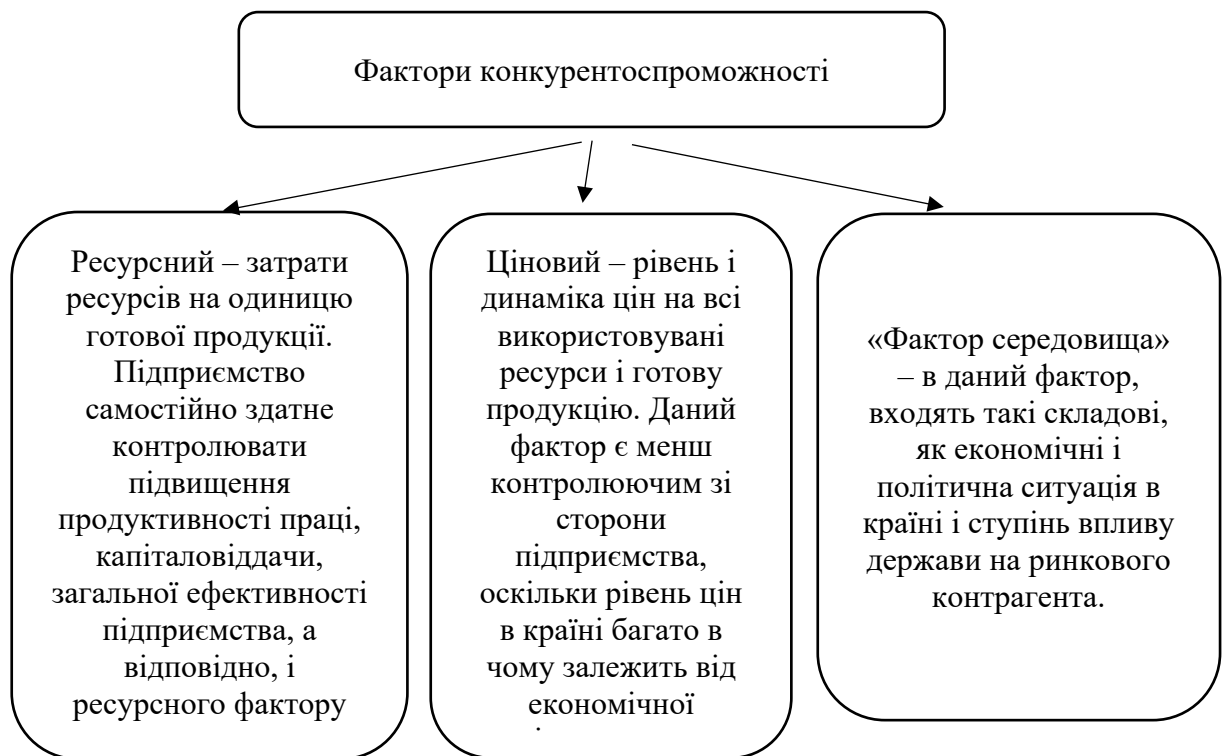 Фактори конкурентоспроможності
Ресурсний – затрати
ресурсів на одиницю
готової продукції.
Підприємство
самостійно здатне
контролювати
підвищення
продуктивності праці,
капіталовіддачи,
загальної ефективності
підприємства, а
відповідно, і
ресурсного фактору
Ціновий – рівень і
динаміка цін на всі
використовувані
ресурси і готову
продукцію. Даний
фактор є менш
контролюючим зі
сторони
підприємства,
оскільки рівень цін
в країні багато в
чому залежить від
економічної
«Фактор середовища»
– в даний фактор,
входять такі складові,
як економічні і
політична ситуація в
країні і ступінь впливу
держави на ринкового
контрагента.